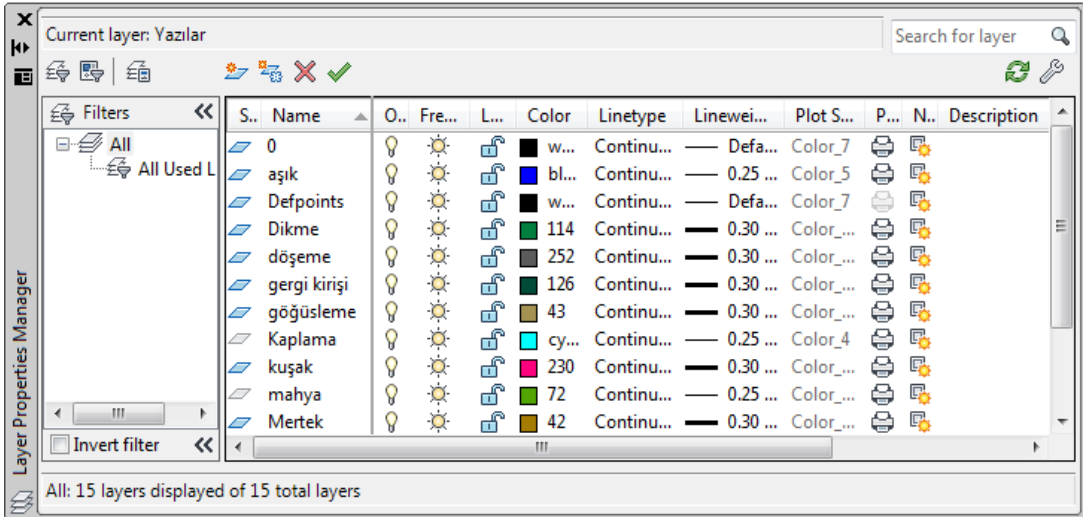 Current layer: Yazılar
Search for layer
Filters
All
All Used L
Invert filter
S.. Name O.. Fre... L... Color Linetype Linewei... Plot S... P... N.. Description
0 w... Continu... Defa... Color_7
aşık bl... Continu... 0.25 ... Color_5
Defpoints w... Continu... Defa... Color_7
Dikme 114 Continu... 0.30 ... Color_...
döşeme 252 Continu... 0.30 ... Color_...
gergi kirişi 126 Continu... 0.30 ... Color_...
göğüsleme 43 Continu... 0.30 ... Color_...
Kaplama cy... Continu... 0.25 ... Color_4
kuşak 230 Continu... 0.30 ... Color_...
mahya 72 Continu... 0.25 ... Color_...
Mertek 42 Continu... 0.30 ... Color_...
Layer Properties Manager
All: 15 layers displayed of 15 total layers